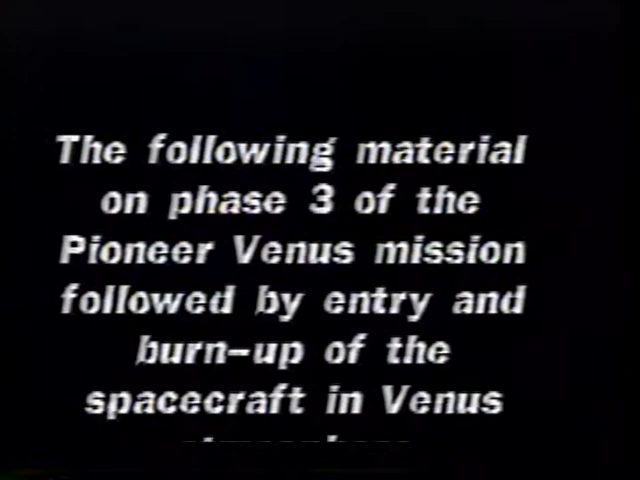 The following material
on phase 3 of the
Pioneer Venus mission
followed by entry and
burn-up of the
spacecraft in Venus